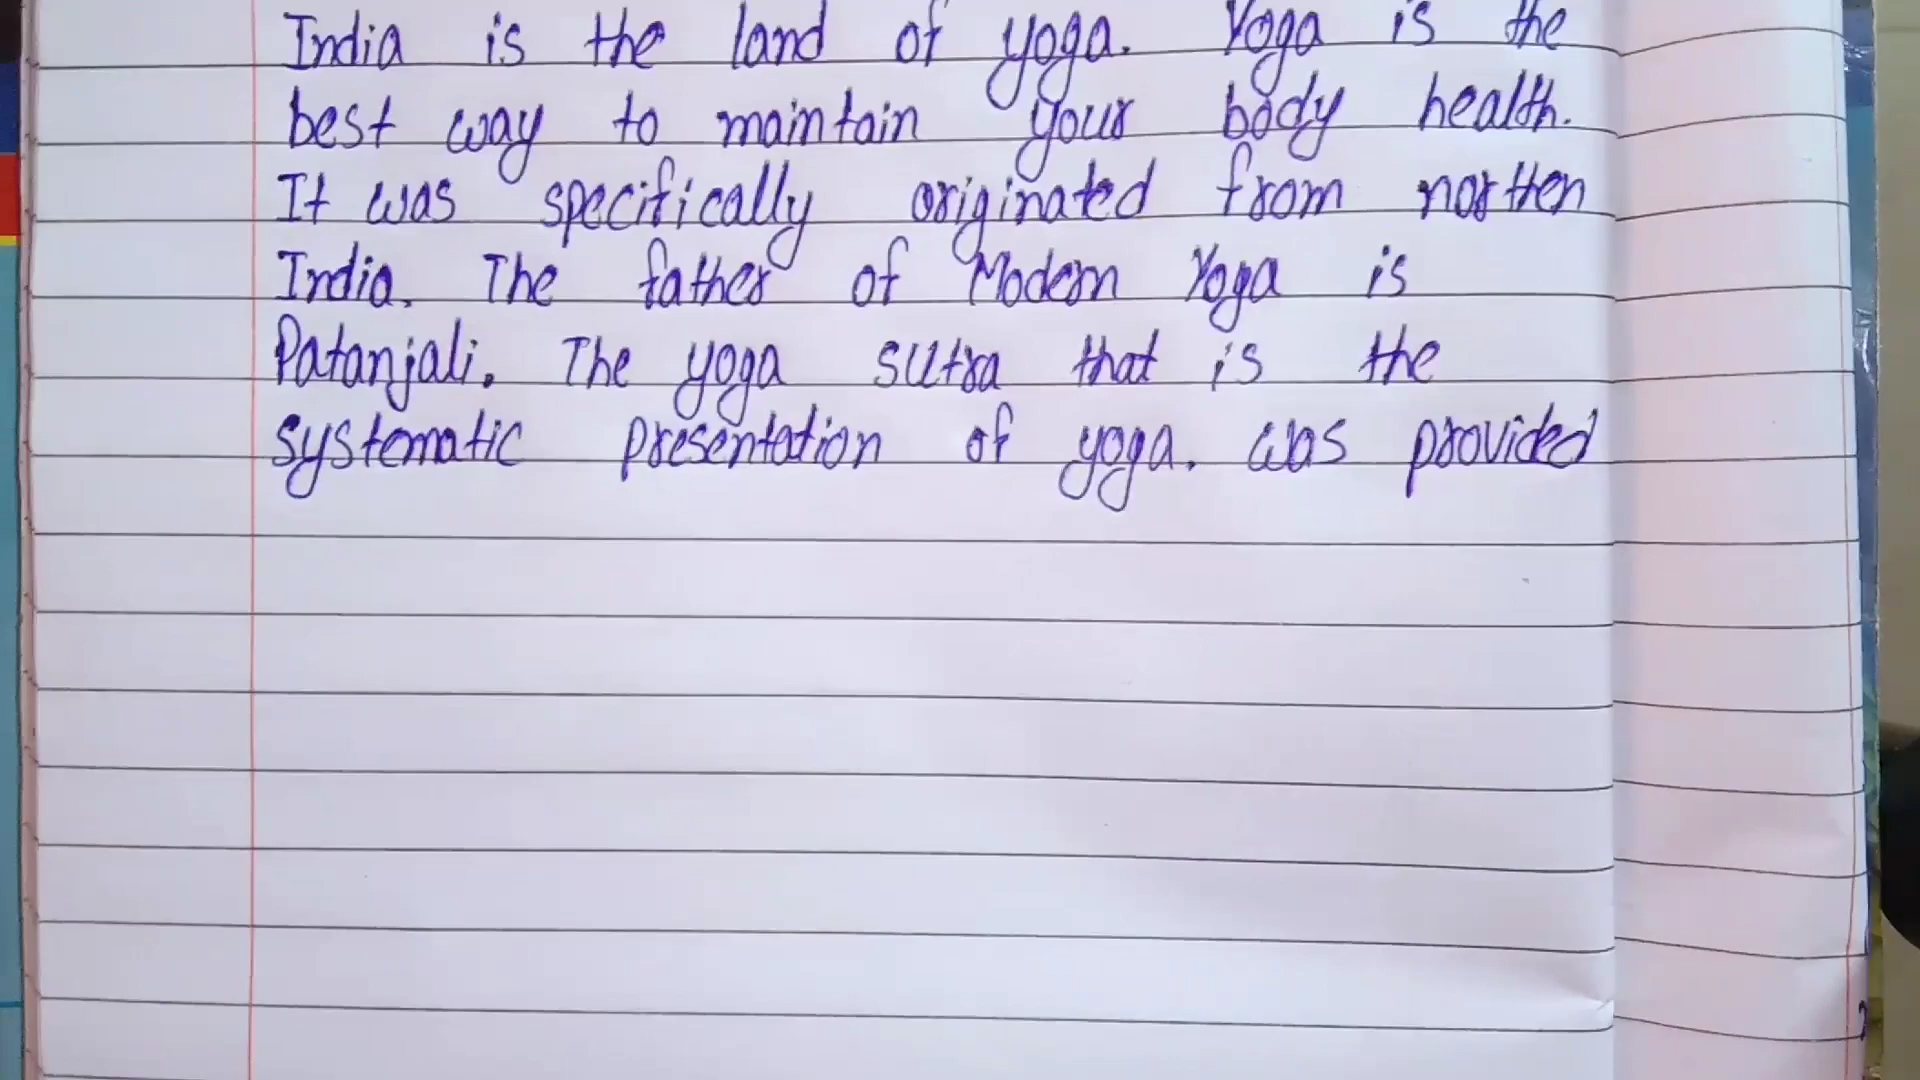 India is the land of yoga. Yoga is the
best way to maintain your body health.
It was specifically originated from northen
India. The father of Modern Yoga is
Patanjali. The yoga sutra that is the
systematic presentation of yoga. was provided